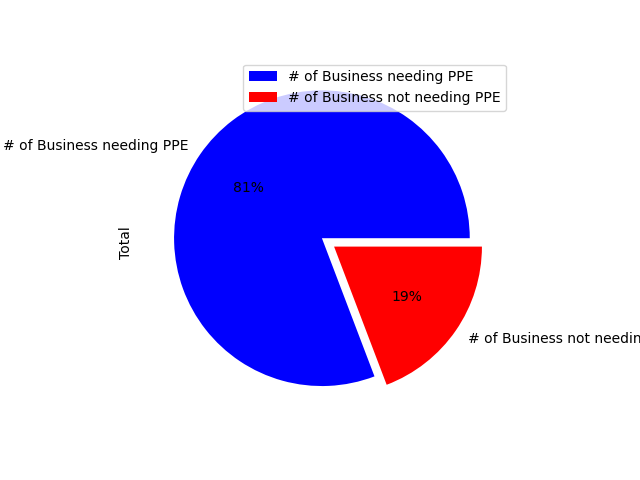 # of Business needing PPE
# of Business not needing PPE
# of Business needing PPE
81%
Total
19%
# of Business not needin